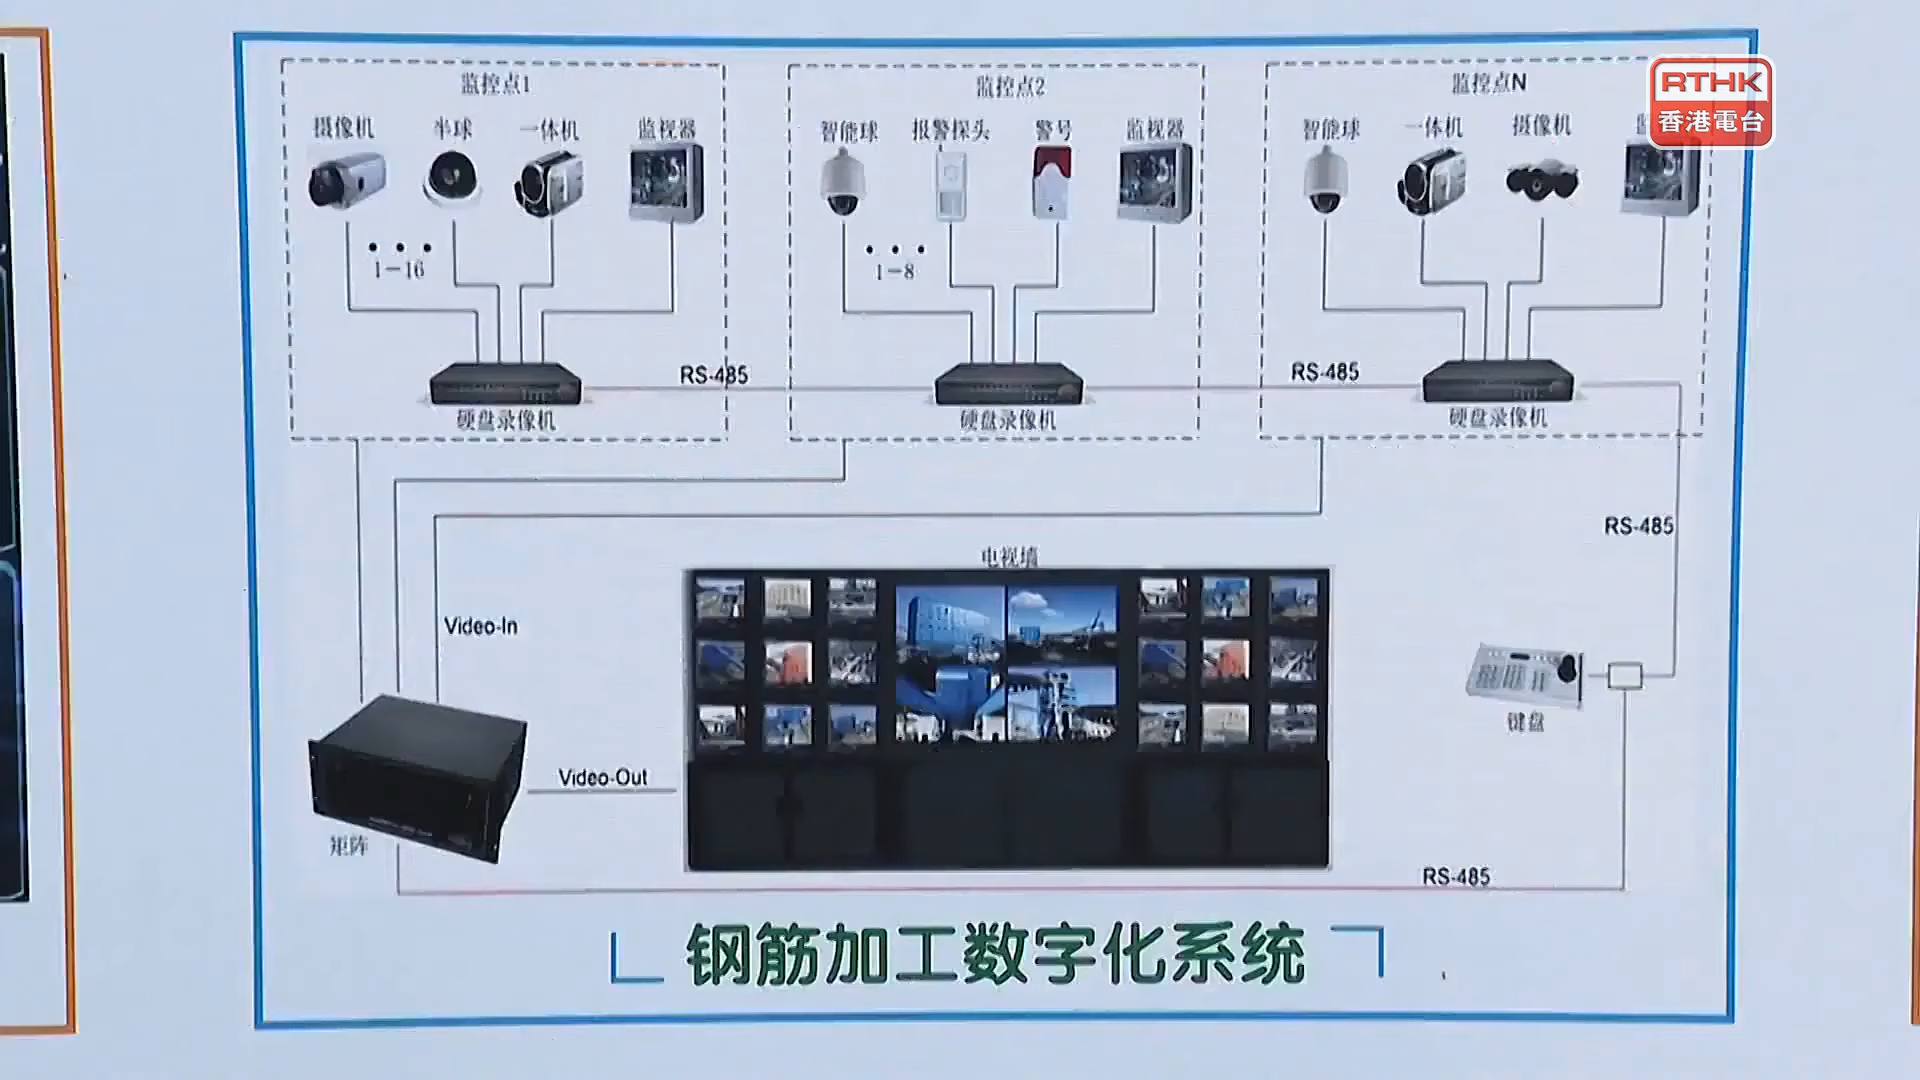 监控点1
监控点2
监控点N
RTHK
香港電台
摄像机 半球 一体机 监视器
智能球 报警探头 警号 监视器
智能球 一体机 摄像机
1－16
1－8
RS-485
RS-485
硬盘录像机
硬盘录像机
硬盘录像机
RS-485
电视墙
Video-In
键盘
Video-Out
矩阵
RS-485
钢筋加工数字化系统